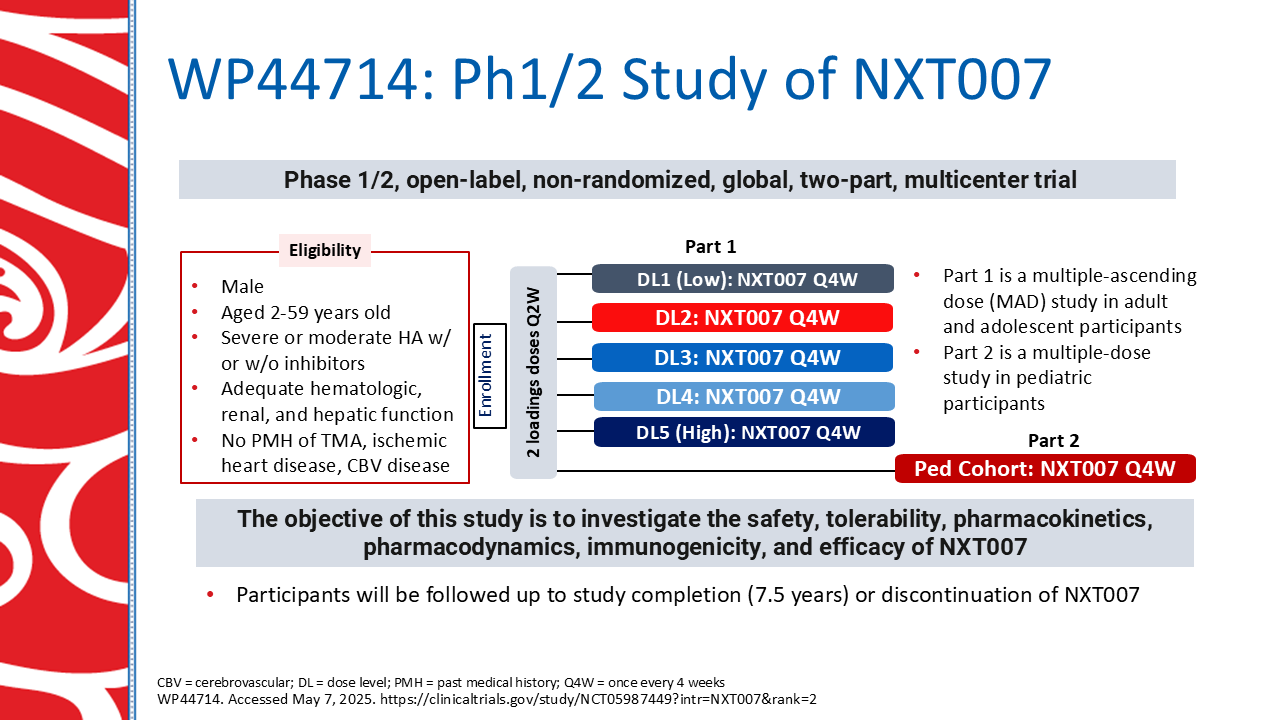 WP44714: Ph1/2 Study of NXT007
Phase 1/2, open-label, non-randomized, global, two-part, multicenter trial
Eligibility
• Male
• Aged 2-59 years old
• Severe or moderate HA w/
or w/o inhibitors
• Adequate hematologic,
renal, and hepatic function
• No PMH of TMA, ischemic
heart disease, CBV disease
Enrollment
2 loadings doses Q2W
Part 1
DL1 (Low): NXT007 Q4W
DL2: NXT007 Q4W
DL3: NXT007 Q4W
DL4: NXT007 Q4W
DL5 (High): NXT007 Q4W
• Part 1 is a multiple-ascending
dose (MAD) study in adult
and adolescent participants
• Part 2 is a multiple-dose
study in pediatric
participants
Part 2
Ped Cohort: NXT007 Q4W
The objective of this study is to investigate the safety, tolerability, pharmacokinetics,
pharmacodynamics, immunogenicity, and efficacy of NXT007
• Participants will be followed up to study completion (7.5 years) or discontinuation of NXT007
CBV = cerebrovascular; DL = dose level; PMH = past medical history; Q4W = once every 4 weeks
WP44714. Accessed May 7, 2025. https://clinicaltrials.gov/study/NCT05987449?intr=NXT007&rank=2